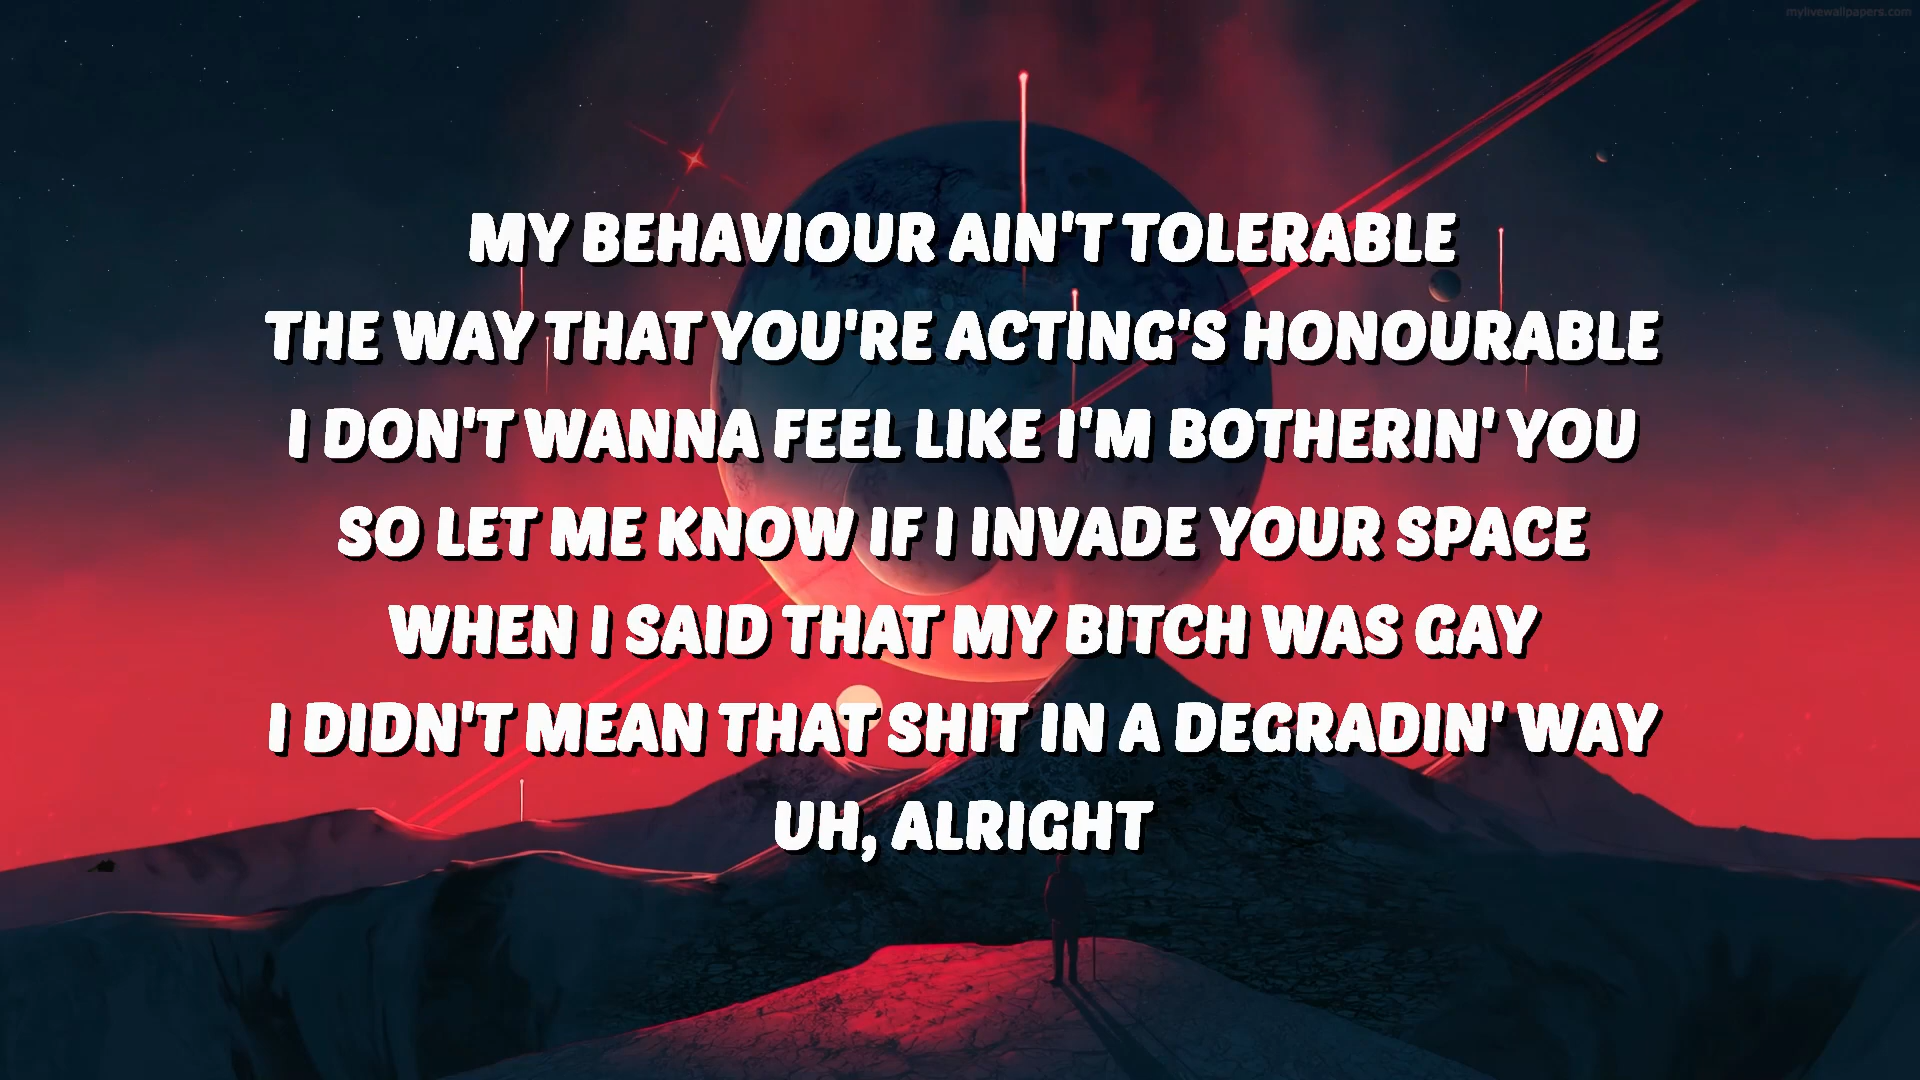 mylivewallpapers.com
MY BEHAVIOUR AIN'T TOLERABLE
THE WAY THAT YOU'RE ACTING'S HONOURABLE
I DON'T WANNA FEEL LIKE I'M BOTHERIN' YOU
SO LET ME KNOW IF I INVADE YOUR SPACE
WHEN I SAID THAT MY BITCH WAS GAY
I DIDN'T MEAN THAT SHIT IN A DEGRADIN' WAY
UH, ALRIGHT